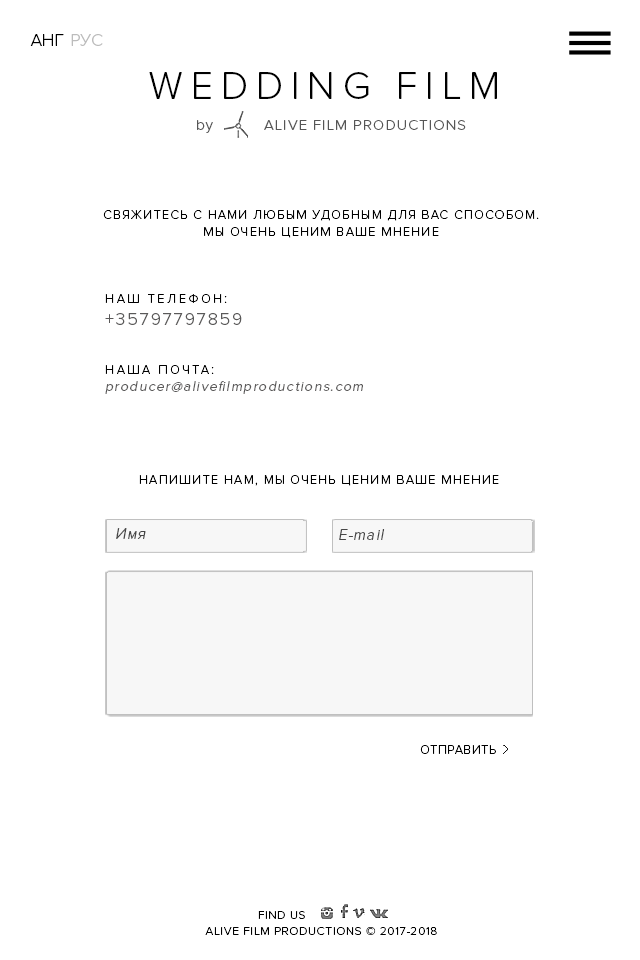 АНГ РУС
WEDDING FILM
by ALIVE FILM PRODUCTIONS
СВЯЖИТЕСЬ С НАМИ ЛЮБЫМ УДОБНЫМ ДЛЯ ВАС СПОСОБОМ.
МЫ ОЧЕНЬ ЦЕНИМ ВАШЕ МНЕНИЕ
НАШ ТЕЛЕФОН:
+35797797859
НАША ПОЧТА:
producer@alivefilmproductions.com
НАПИШИТЕ НАМ, МЫ ОЧЕНЬ ЦЕНИМ ВАШЕ МНЕНИЕ
Имя E-mail
ОТПРАВИТЬ
FIND US
ALIVE FILM PRODUCTIONS © 2017-2018